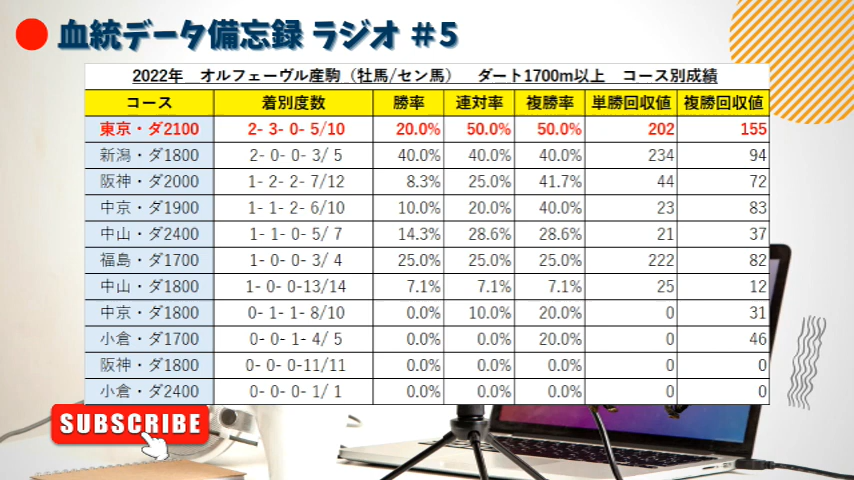 血統データ備忘録 ラジオ #5
2022年 オルフェーヴル産駒（牡馬/セン馬） ダート1700m以上 コース別成績
コース 着別度数 勝率 連対率 複勝率 単勝回収値 複勝回収値
東京・ダ2100 2- 3- 0- 5/10 20.0% 50.0% 50.0% 202 155
新潟・ダ1800 2- 0- 0- 3/ 5 40.0% 40.0% 40.0% 234 94
阪神・ダ2000 1- 2- 2- 7/12 8.3% 25.0% 41.7% 44 72
中京・ダ1900 1- 1- 2- 6/10 10.0% 20.0% 40.0% 23 83
中山・ダ2400 1- 1- 0- 5/ 7 14.3% 28.6% 28.6% 21 37
福島・ダ1700 1- 0- 0- 3/ 4 25.0% 25.0% 25.0% 222 82
中山・ダ1800 1- 0- 0-13/14 7.1% 7.1% 7.1% 25 12
中京・ダ1800 0- 1- 1- 8/10 0.0% 10.0% 20.0% 0 31
小倉・ダ1700 0- 0- 1- 4/ 5 0.0% 0.0% 20.0% 0 46
阪神・ダ1800 0- 0- 0-11/11 0.0% 0.0% 0.0% 0 0
小倉・ダ2400 0- 0- 0- 1/ 1 0.0% 0.0% 0.0% 0 0
SUBSCRIBE